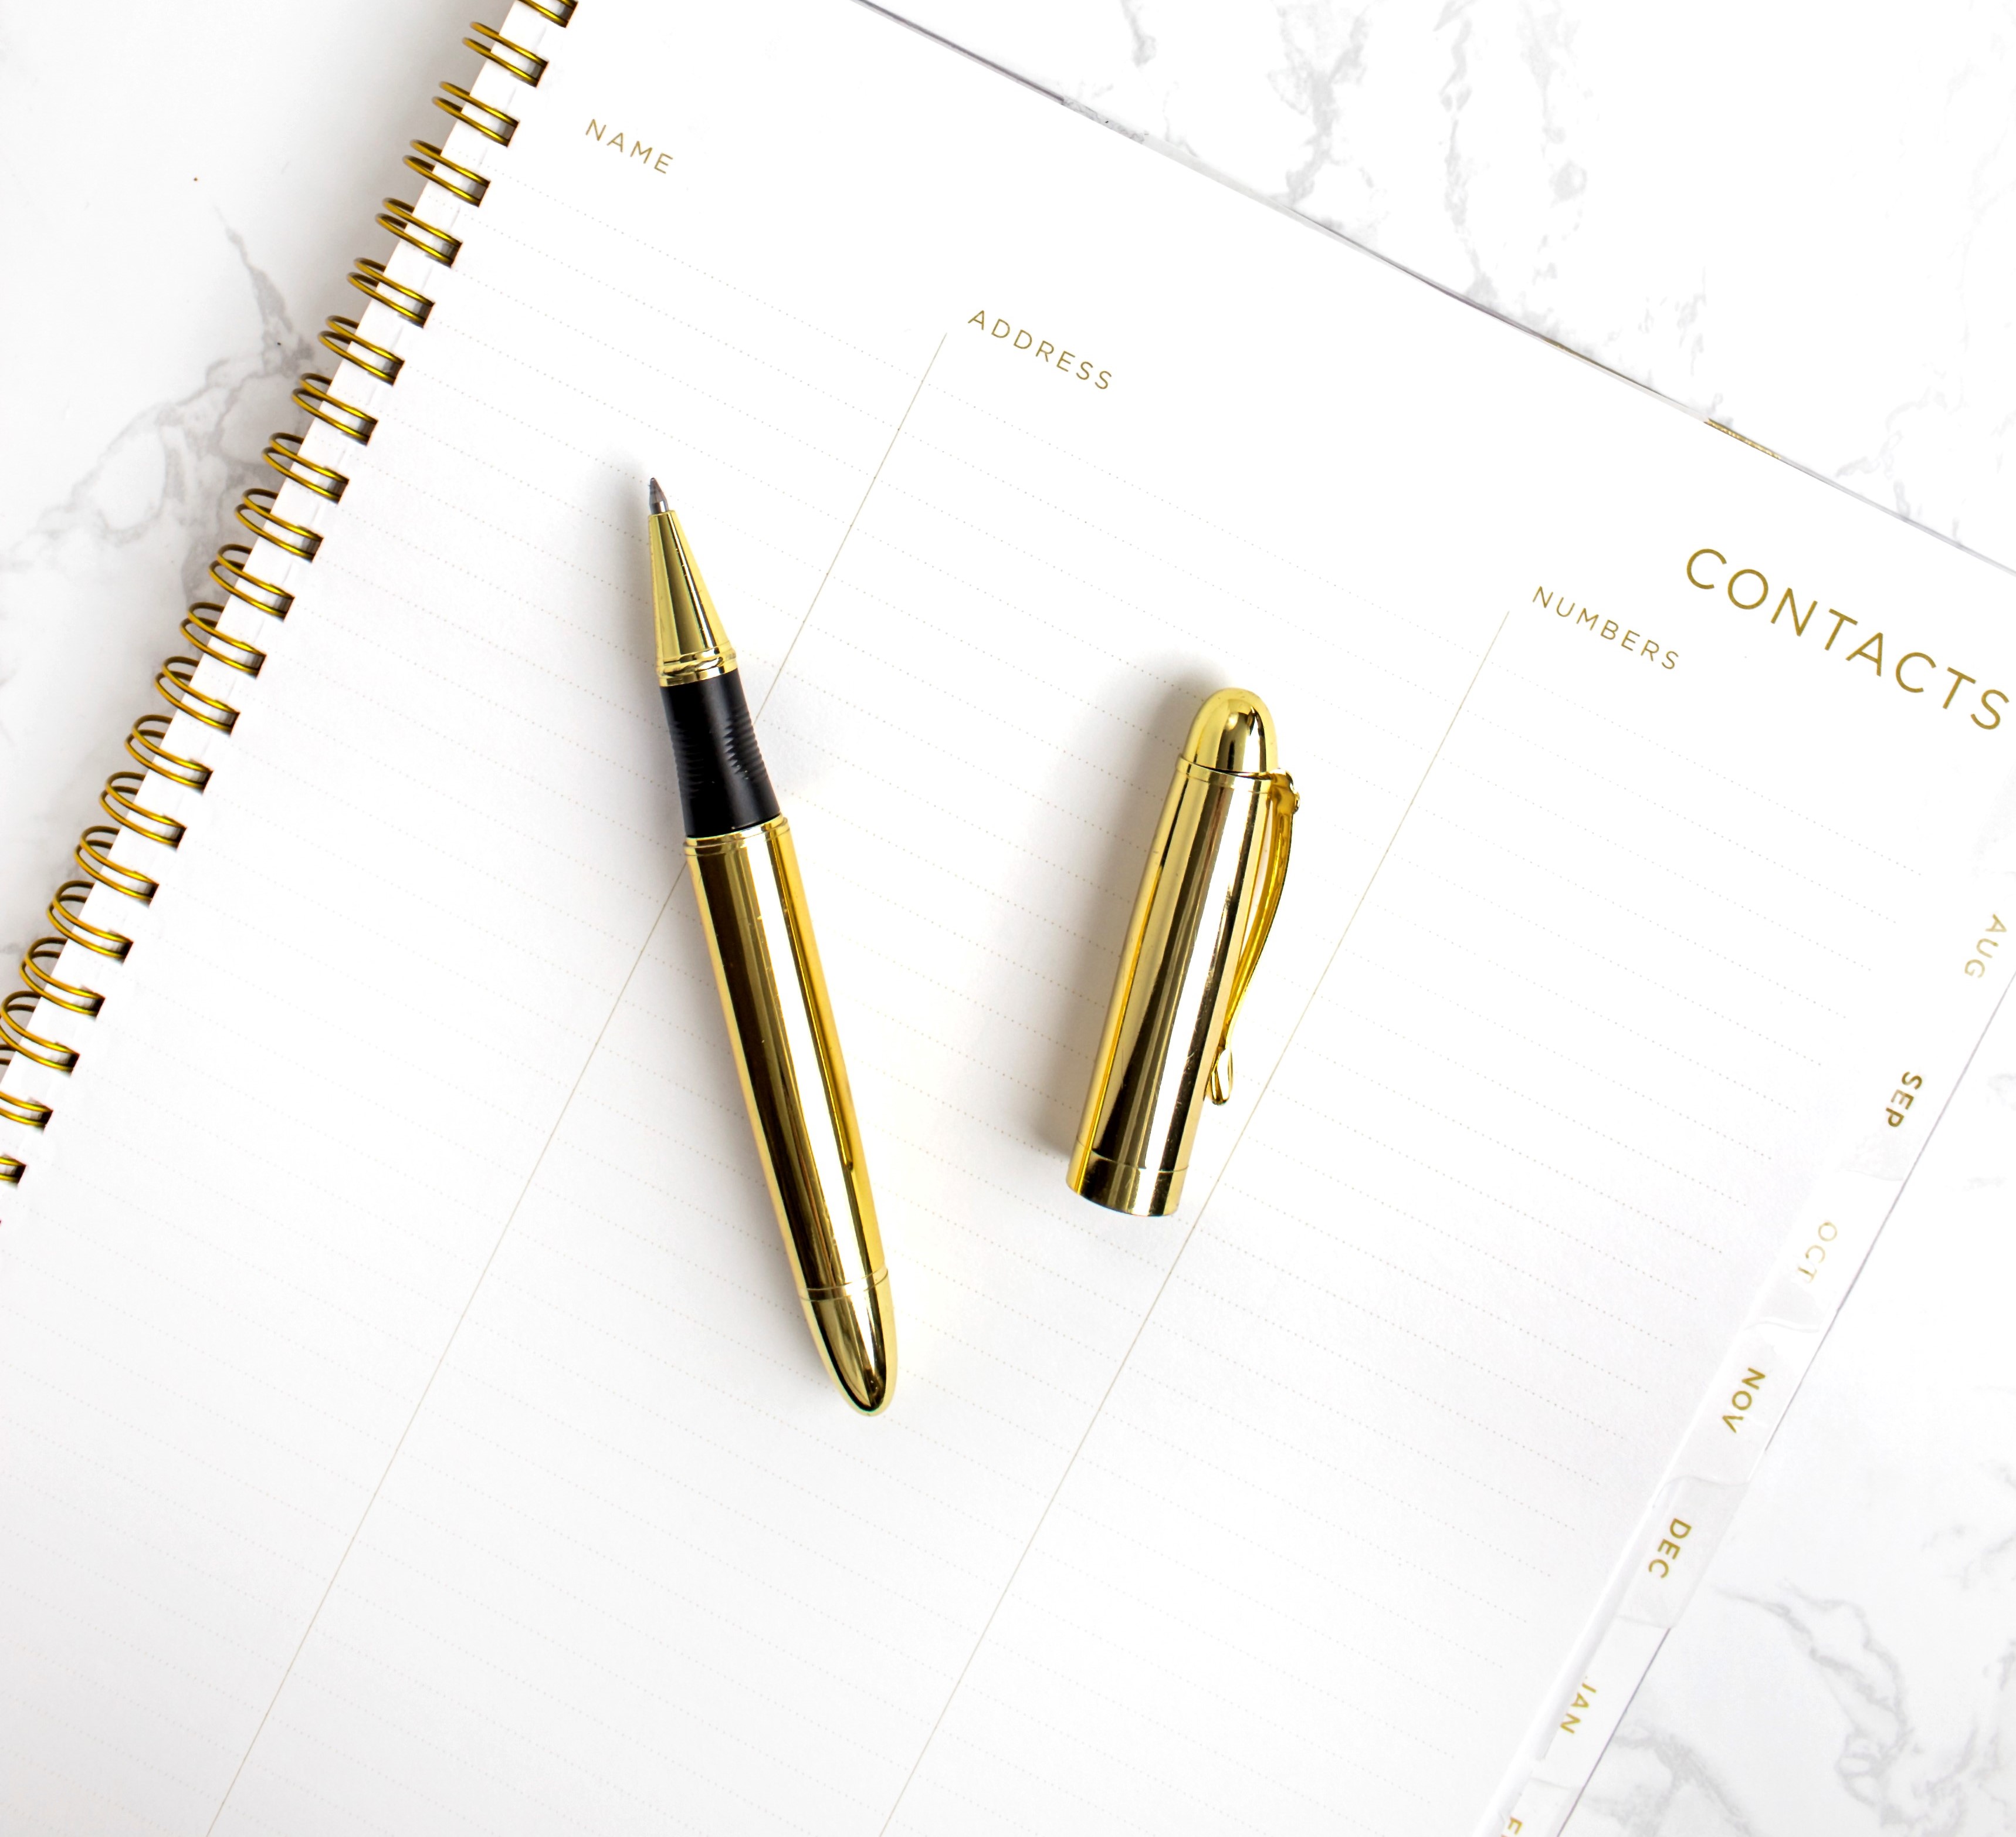 CONTACTS
NAME
ADDRESS
NUMBERS
AUG
SEP
OCT
NOV
DEC
JAN